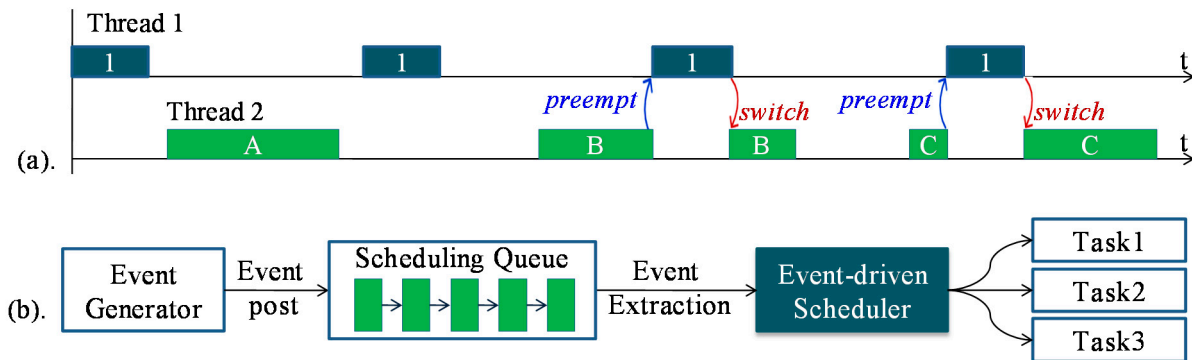 Thread 1
1 1 1 1 t
preempt switch preempt switch
Thread 2
(a). A B B C C t
Scheduling Queue
Event
Generator
Event
post
Event
Extraction
Event-driven
Scheduler
Task1
Task2
Task3
(b).